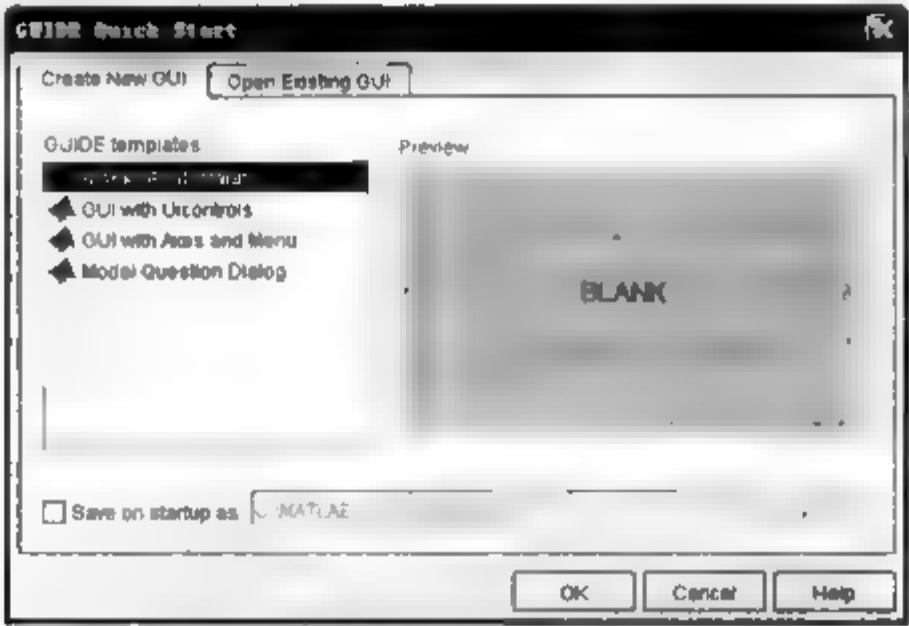 GUIDE Quick Start
Create New GUI
Open Existing GUI
GUIDE templates
Preview
GUI with Uicontrols
GUI with Axes and Menu
Modal Question Dialog
BLANK
Save on startup as
OK
Cancel
Help